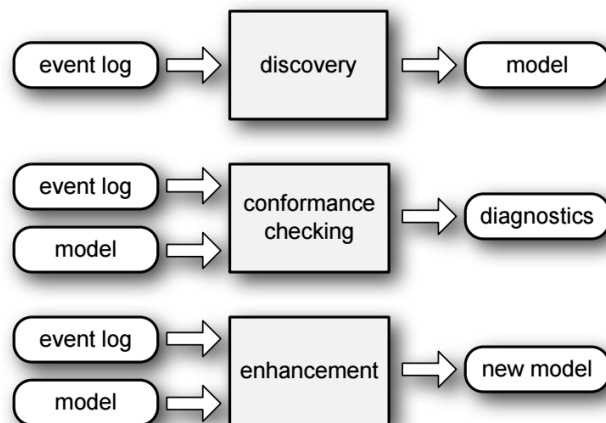 event log
discovery
model
event log
model
conformance
checking
diagnostics
event log
model
enhancement
new model